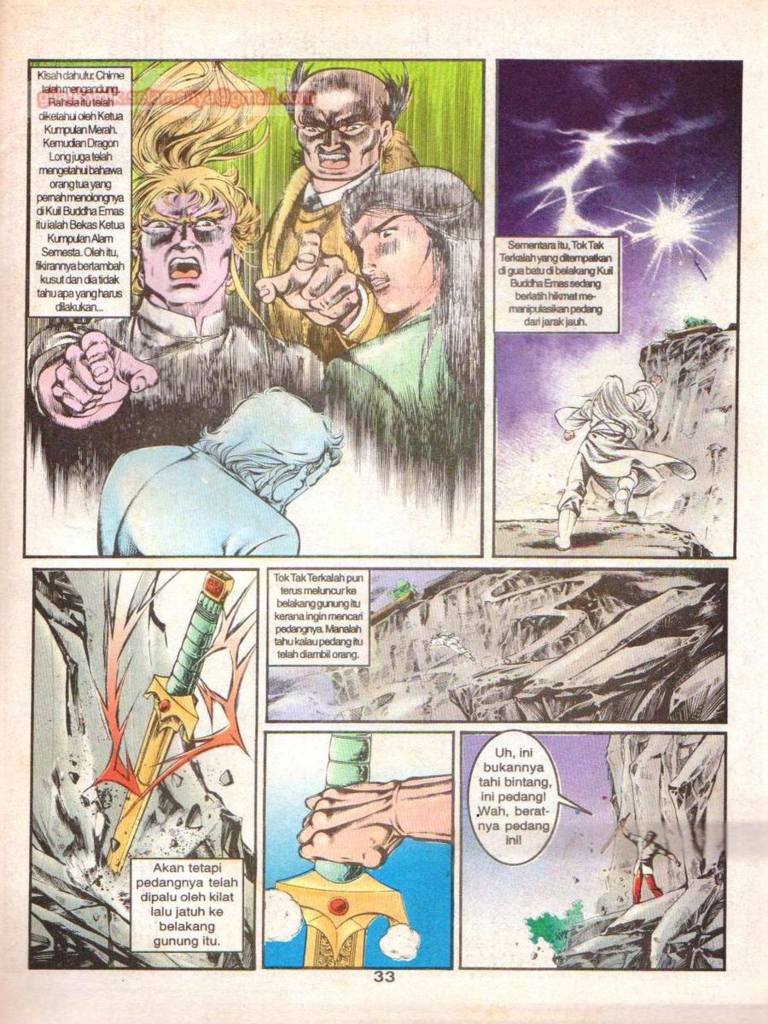 Kisah dahulu: Chime
telah mengandung.
Rahsia itu telah
diketahui oleh Ketua
Kumpulan Merah.
Kemudian Dragon
Long juga telah
mengetahui bahawa
orang tua yang
pernah menolongnya
di Kuil Buddha Emas
itu ialah Bekas Ketua
Kumpulan Alam
Semesta. Oleh itu,
fikirannya bertambah
kusut dan dia tidak
tahu apa yang harus
dilakukan...
Sementara itu, Tok Tak
Terkalah yang ditempatkan
di gua batu di belakang Kuil
Buddha Emas sedang
berlatih hikmat me-
manipulasikan pedang
dari jarak jauh.
Akan tetapi
pedangnya telah
dipalu oleh kilat
lalu jatuh ke
belakang
gunung itu.
Tok Tak Terkalah pun
terus meluncur ke
belakang gunung itu
kerana ingin mencari
pedangnya. Manalah
tahu kalau pedang itu
telah diambil orang.
Uh, ini
bukannya
tahi bintang,
ini pedang!
Wah, berat-
nya pedang
ini!
33